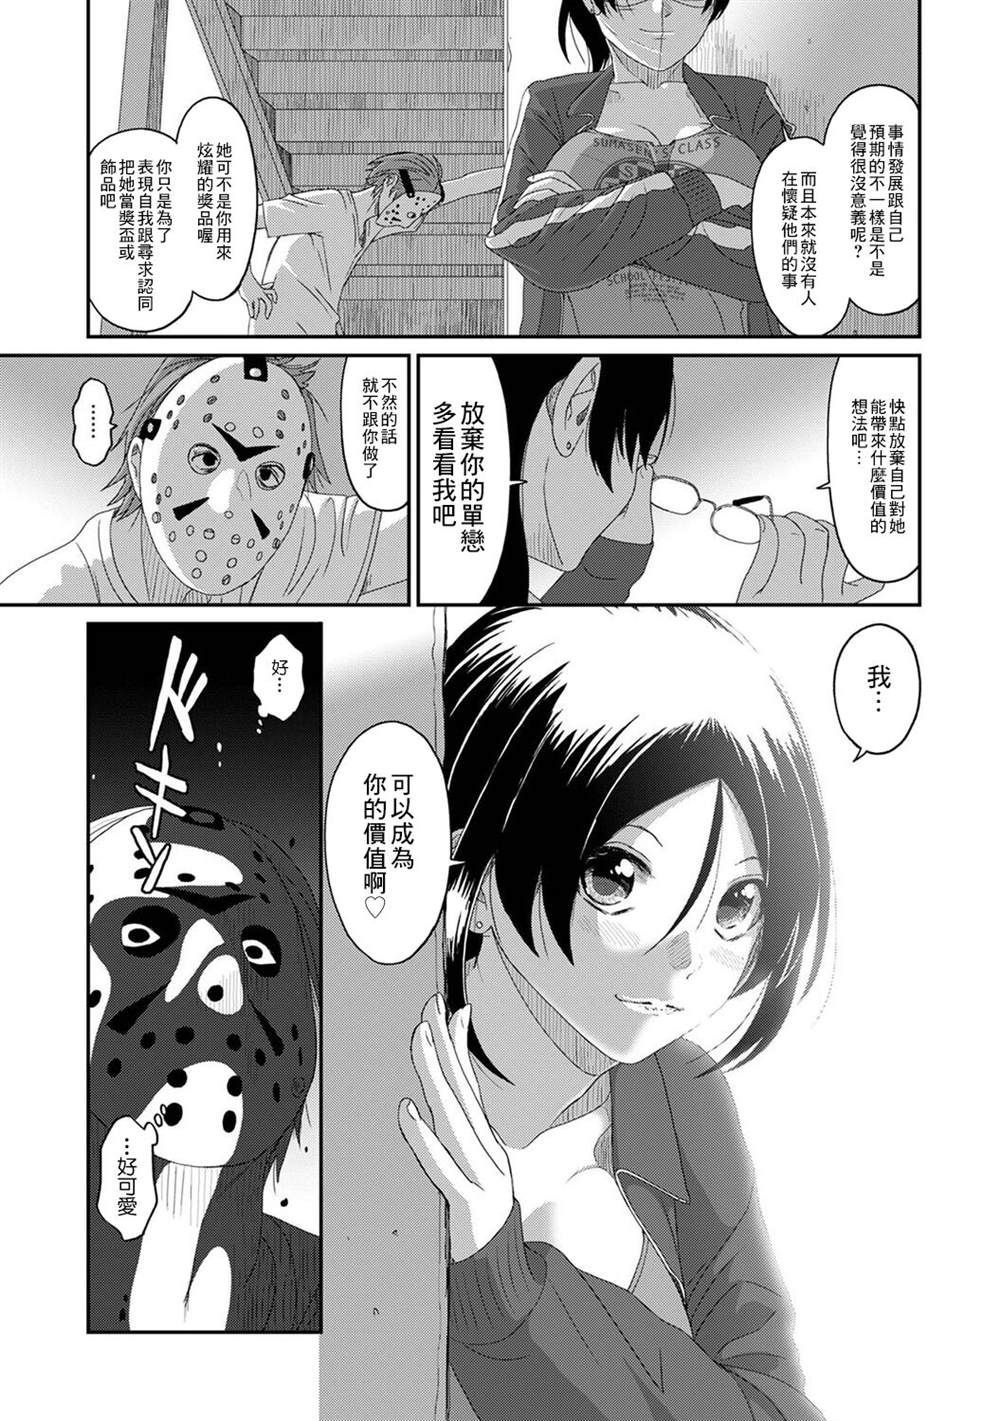 事情發展跟自己
預期的不一樣是不是
覺得很沒意義呢?
而且本來就沒有人
在懷疑他們的事
SUMASEN'S CLASS
她可不是你用來
炫耀的獎品喔
你只是為了
表現自我跟尋求認同
把她當獎盃或
飾品吧
快點放棄自己對她
能帶來什麼價值的
想法吧…
放棄你的單戀
多看看我吧
不然的話
就不跟你做了
……
我…
可以成為
你的價值啊♡
好…
ドキッ
…好可愛